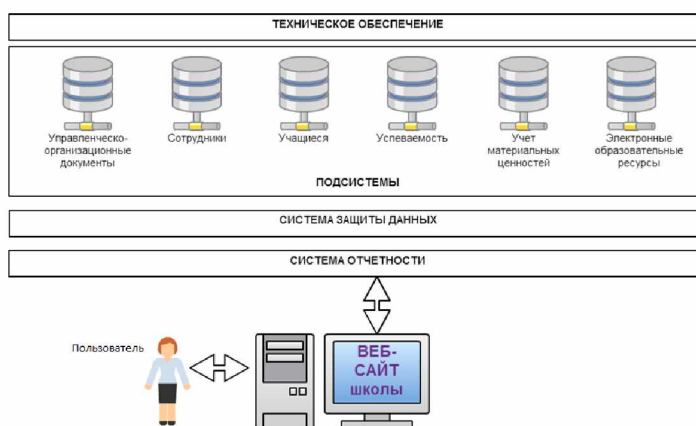 ТЕХНИЧЕСКОЕ ОБЕСПЕЧЕНИЕ
Управленческо-
организационные
документы
Сотрудники
Учащиеся
Успеваемость
Учет
материальных
ценностей
Электронные
образовательные
ресурсы
ПОДСИСТЕМЫ
СИСТЕМА ЗАЩИТЫ ДАННЫХ
СИСТЕМА ОТЧЕТНОСТИ
Пользователь
ВЕБ-
САЙТ
ШКОЛЫ